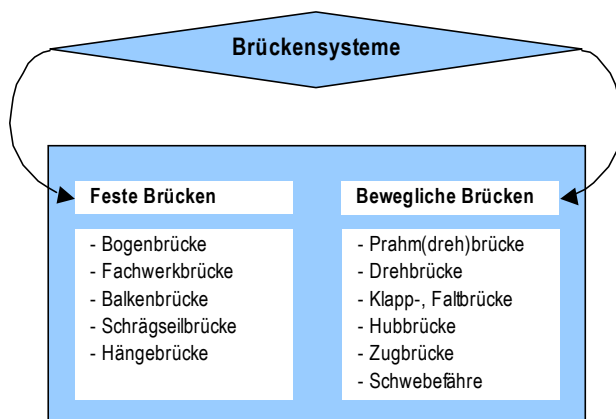 Brückensysteme
Feste Brücken
- Bogenbrücke
- Fachwerkbrücke
- Balkenbrücke
- Schrägseilbrücke
- Hängebrücke
Bewegliche Brücken
- Prahm(dreh)brücke
- Drehbrücke
- Klapp-, Faltbrücke
- Hubbrücke
- Zugbrücke
- Schwebefähre